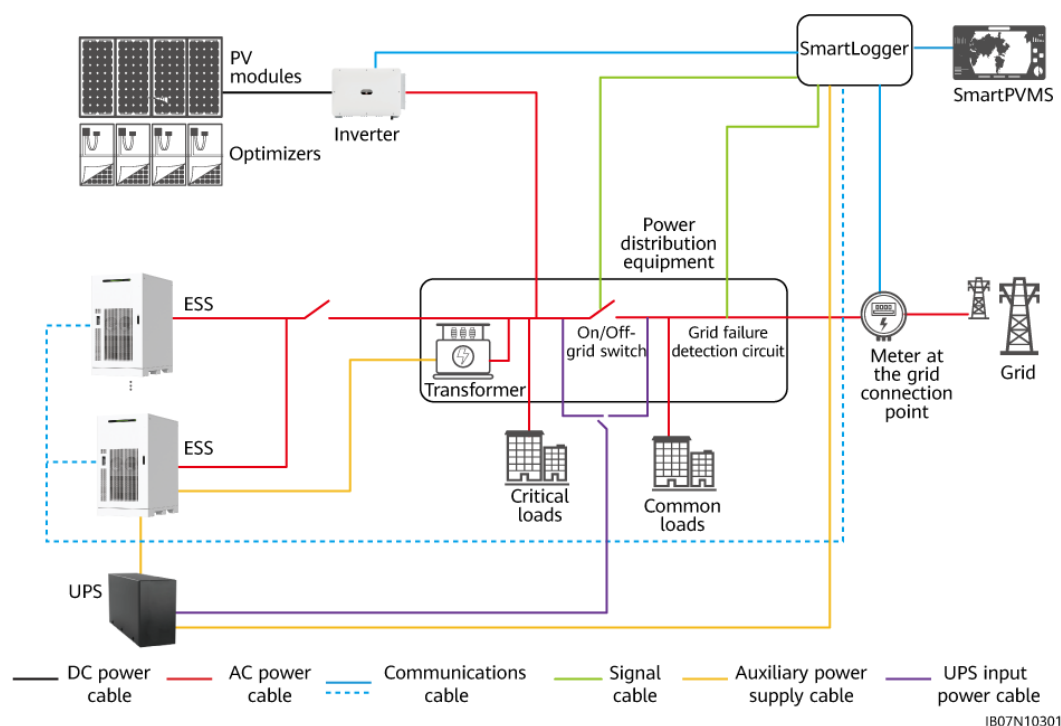 PV
modules
SmartLogger
SmartPVMS
Inverter
Optimizers
Power
distribution
equipment
ESS
On/Off-
grid switch
Grid failure
detection circuit
Transformer
Meter at
the grid
connection
point
Grid
ESS
Critical
loads
Common
loads
UPS
DC power
cable
AC power
cable
Communications
cable
Signal
cable
Auxiliary power
supply cable
UPS input
power cable
IB07N10301